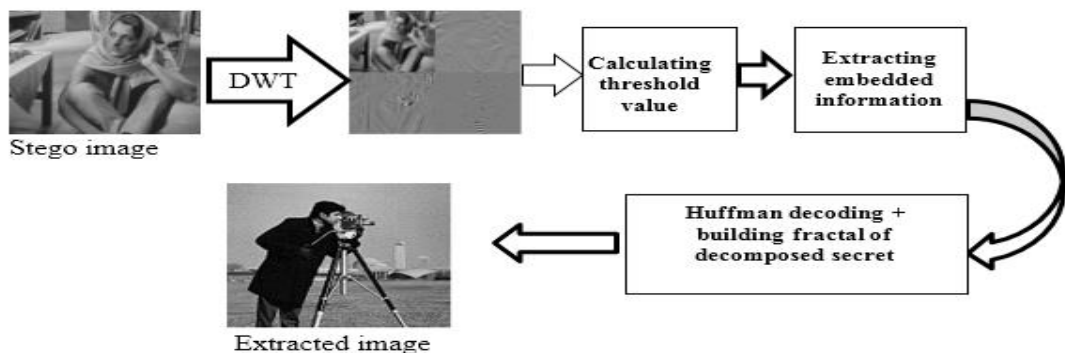 DWT
Calculating
threshold
value
Extracting
embedded
information
Stego image
Huffman decoding +
building fractal of
decomposed secret
Extracted image